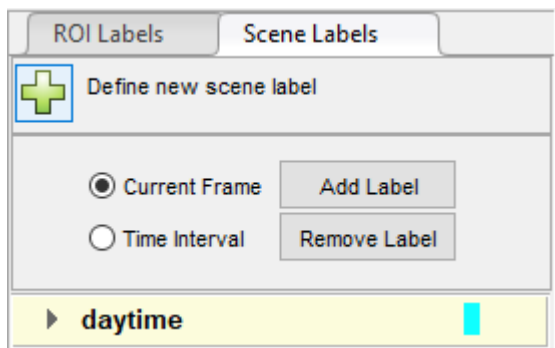 ROI Labels Scene Labels
Define new scene label
Current Frame Add Label
Time Interval Remove Label
daytime